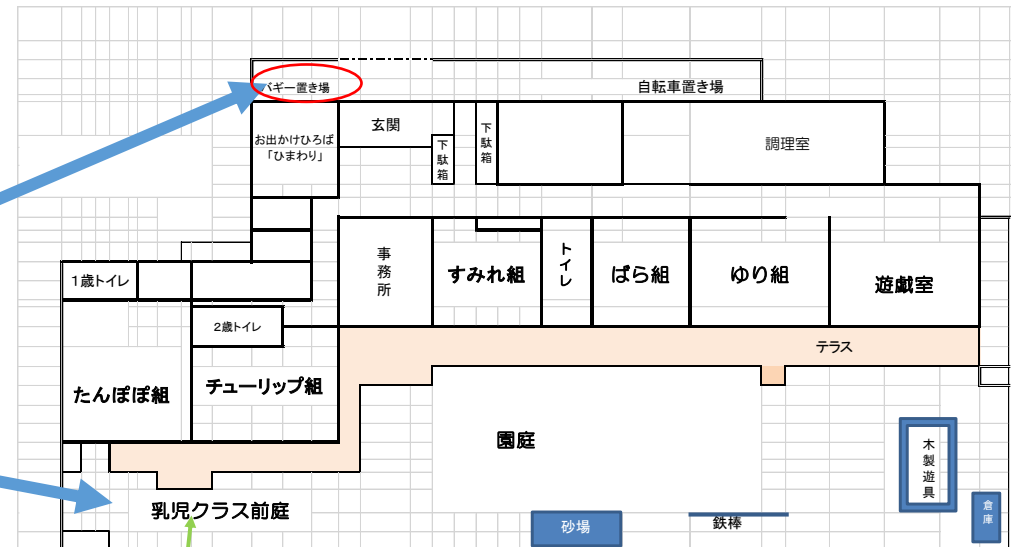 バギー置き場
自転車置き場
お出かけひろば
「ひまわり」
玄関
下駄箱
下駄箱
調理室
1歳トイレ
事務所
すみれ組
トイレ
ばら組
ゆり組
遊戯室
2歳トイレ
テラス
たんぽぽ組
チューリップ組
園庭
木製遊具
乳児クラス前庭
砂場
鉄棒
倉庫